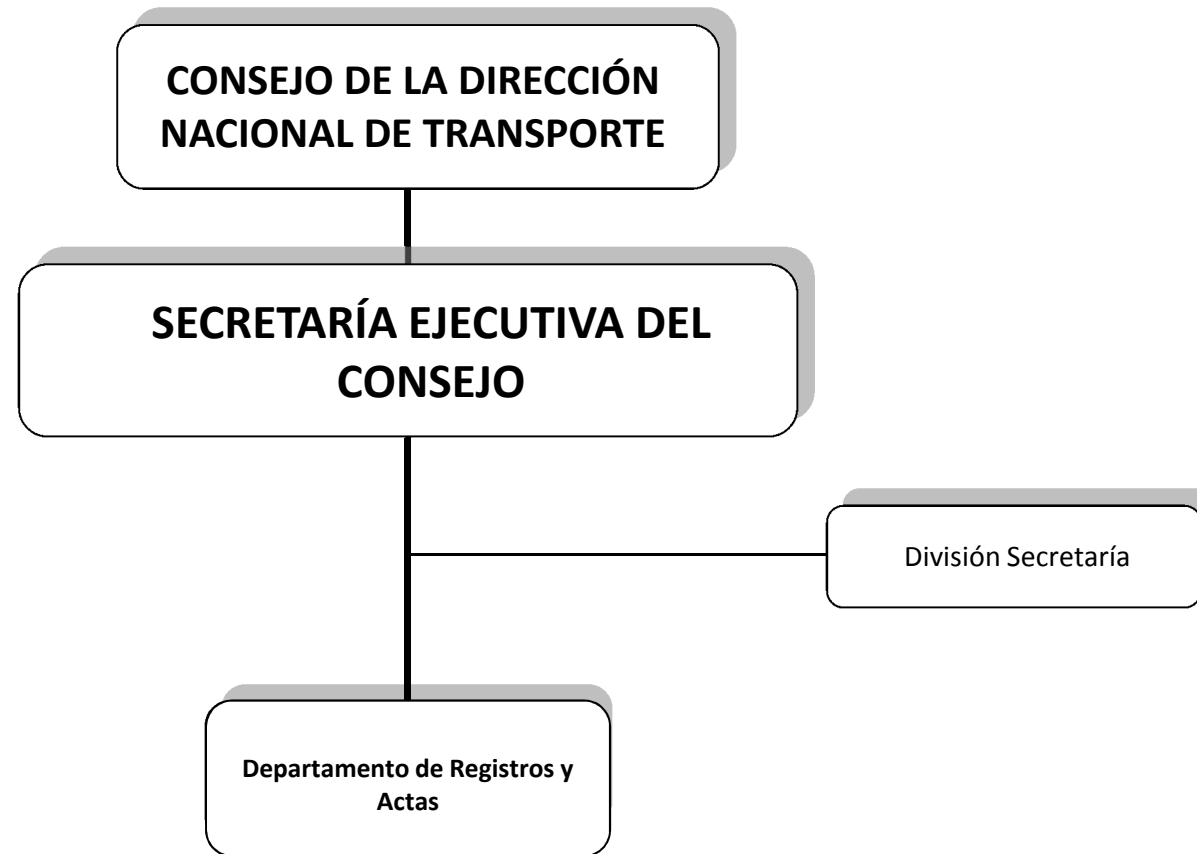 CONSEJO DE LA DIRECCIÓN
NACIONAL DE TRANSPORTE
SECRETARÍA EJECUTIVA DEL
CONSEJO
División Secretaría
Departamento de Registros y
Actas